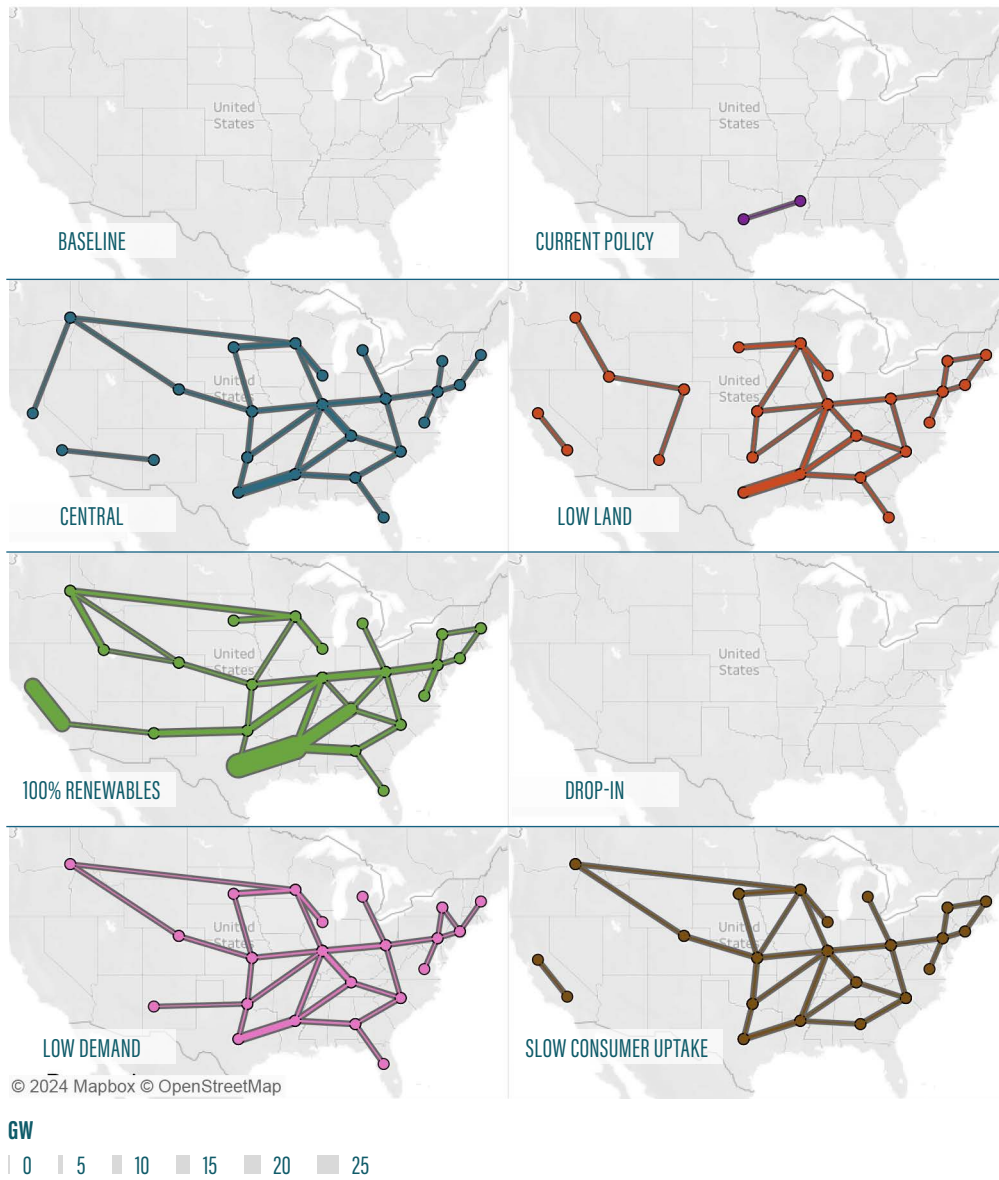 United
States
United
States
BASELINE
CURRENT POLICY
United
States
United
States
CENTRAL
LOW LAND
United
States
United
States
100% RENEWABLES
DROP-IN
United
States
United
States
LOW DEMAND
SLOW CONSUMER UPTAKE
© 2024 Mapbox © OpenStreetMap
GW
0 5 10 15 20 25